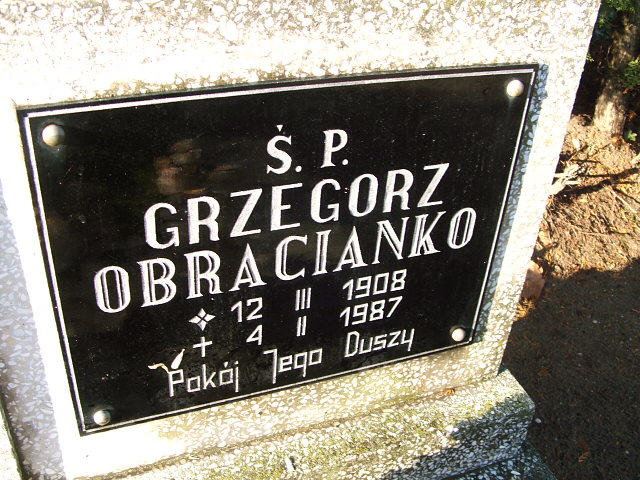 Ś. P.
GRZEGORZ
OBRACIANKO
12 III 1908
+ 4 II 1987
Pokój Jego Duszy